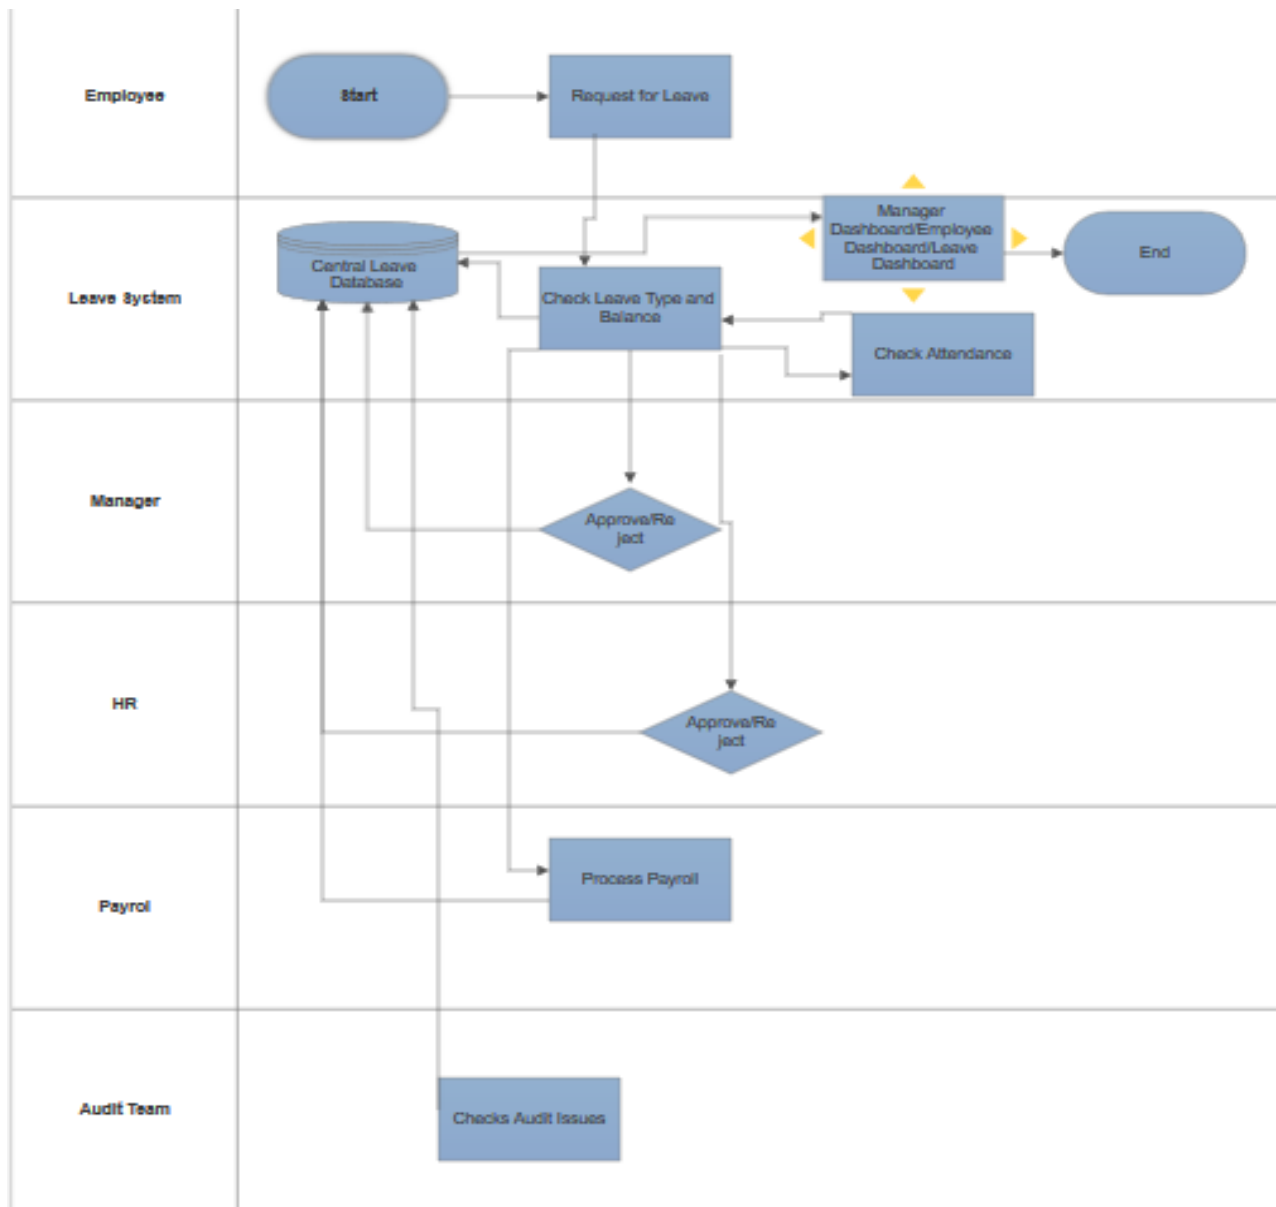 Employee
Start
Request for Leave
Leave System
Central Leave
Database
Check Leave Type and
Balance
Manager
Dashboard/Employee
Dashboard/Leave
Dashboard
End
Check Attendance
Manager
Approve/Re
ject
HR
Approve/Re
ject
Payrol
Process Payroll
Audit Team
Checks Audit Issues